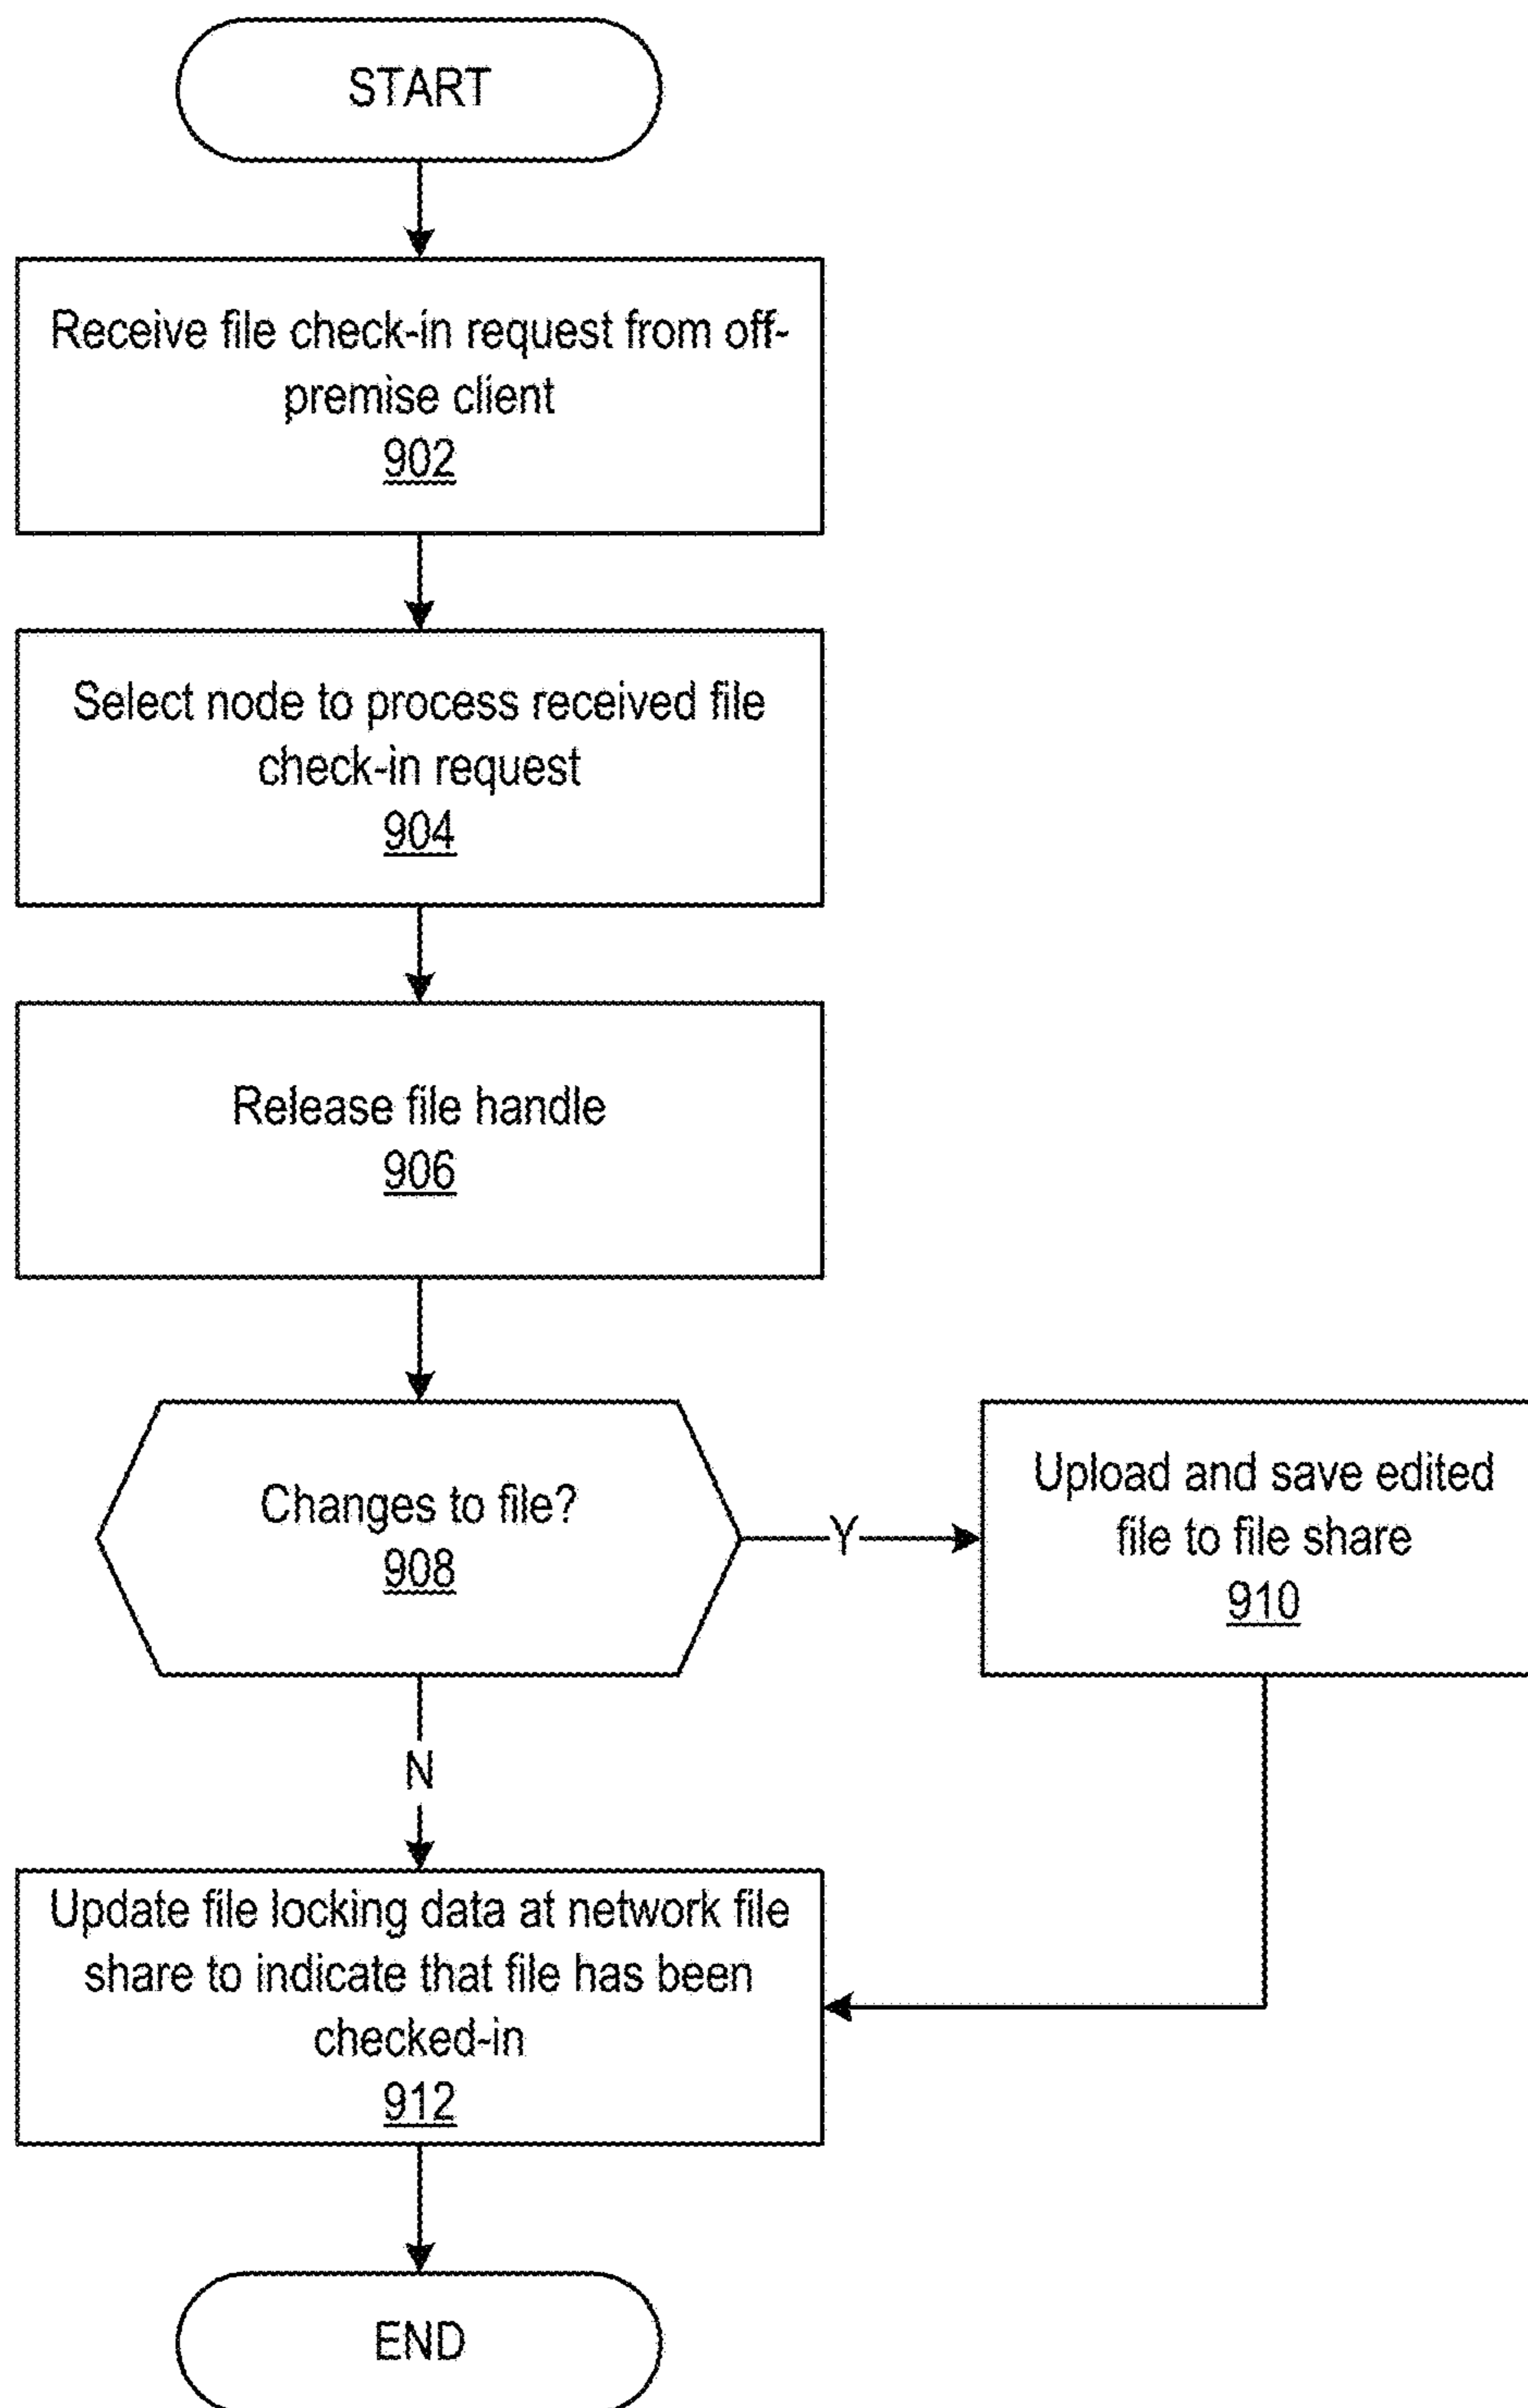 START
Receive file check-in request from off-
premise client
902
Select node to process received file
check-in request
904
Release file handle
906
Changes to file?
908
Y
Upload and save edited
file to file share
910
N
Update file locking data at network file
share to indicate that file has been
checked-in
912
END